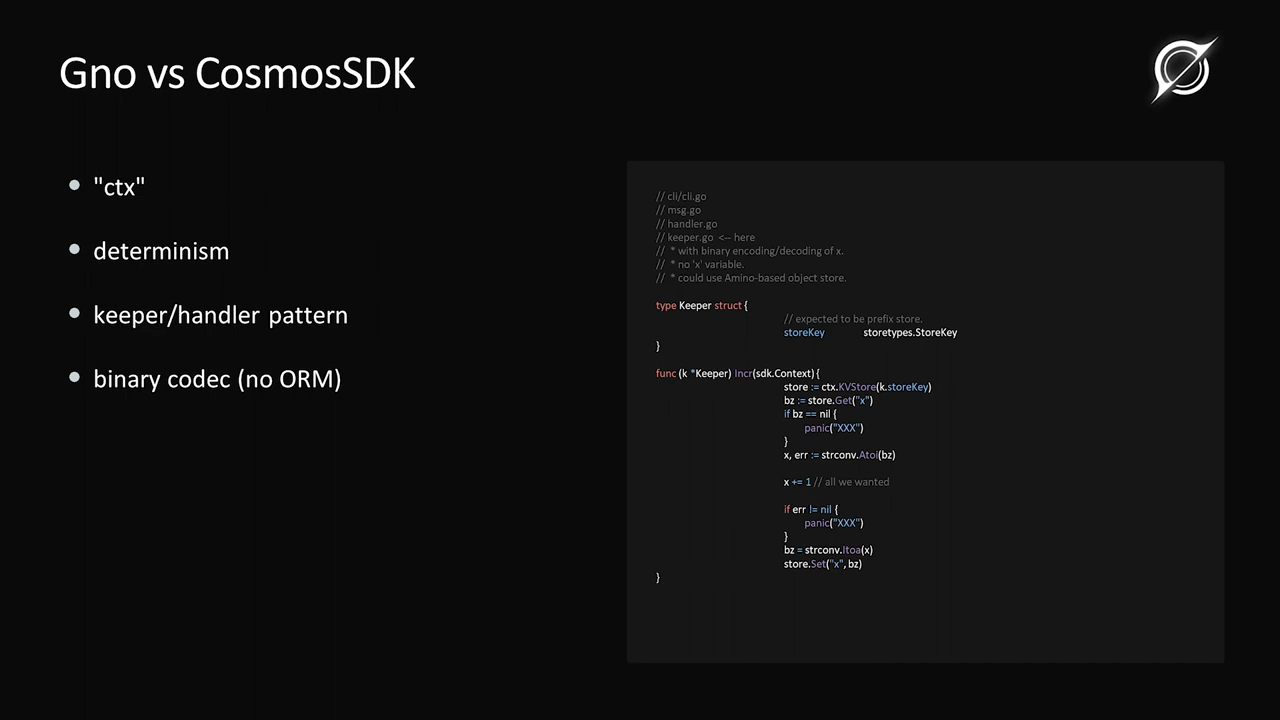 Gno vs CosmosSDK
"ctx"
determinism
keeper/handler pattern
binary codec (no ORM)
// cli/cli.go
// msg.go
// handler.go
// keeper.go <-- here
// * with binary encoding/decoding of x.
// * no 'x' variable.
// * could use Amino-based object store.
type Keeper struct {
// expected to be prefix store.
storeKey storetypes.StoreKey
}
func (k *Keeper) Incr(sdk.Context) {
store := ctx.KVStore(k.storeKey)
bz := store.Get("x")
if bz == nil {
panic("XXX")
}
x, err := strconv.Atoi(bz)
x += 1 // all we wanted
if err != nil {
panic("XXX")
}
bz = strconv.Itoa(x)
store.Set("x", bz)
}